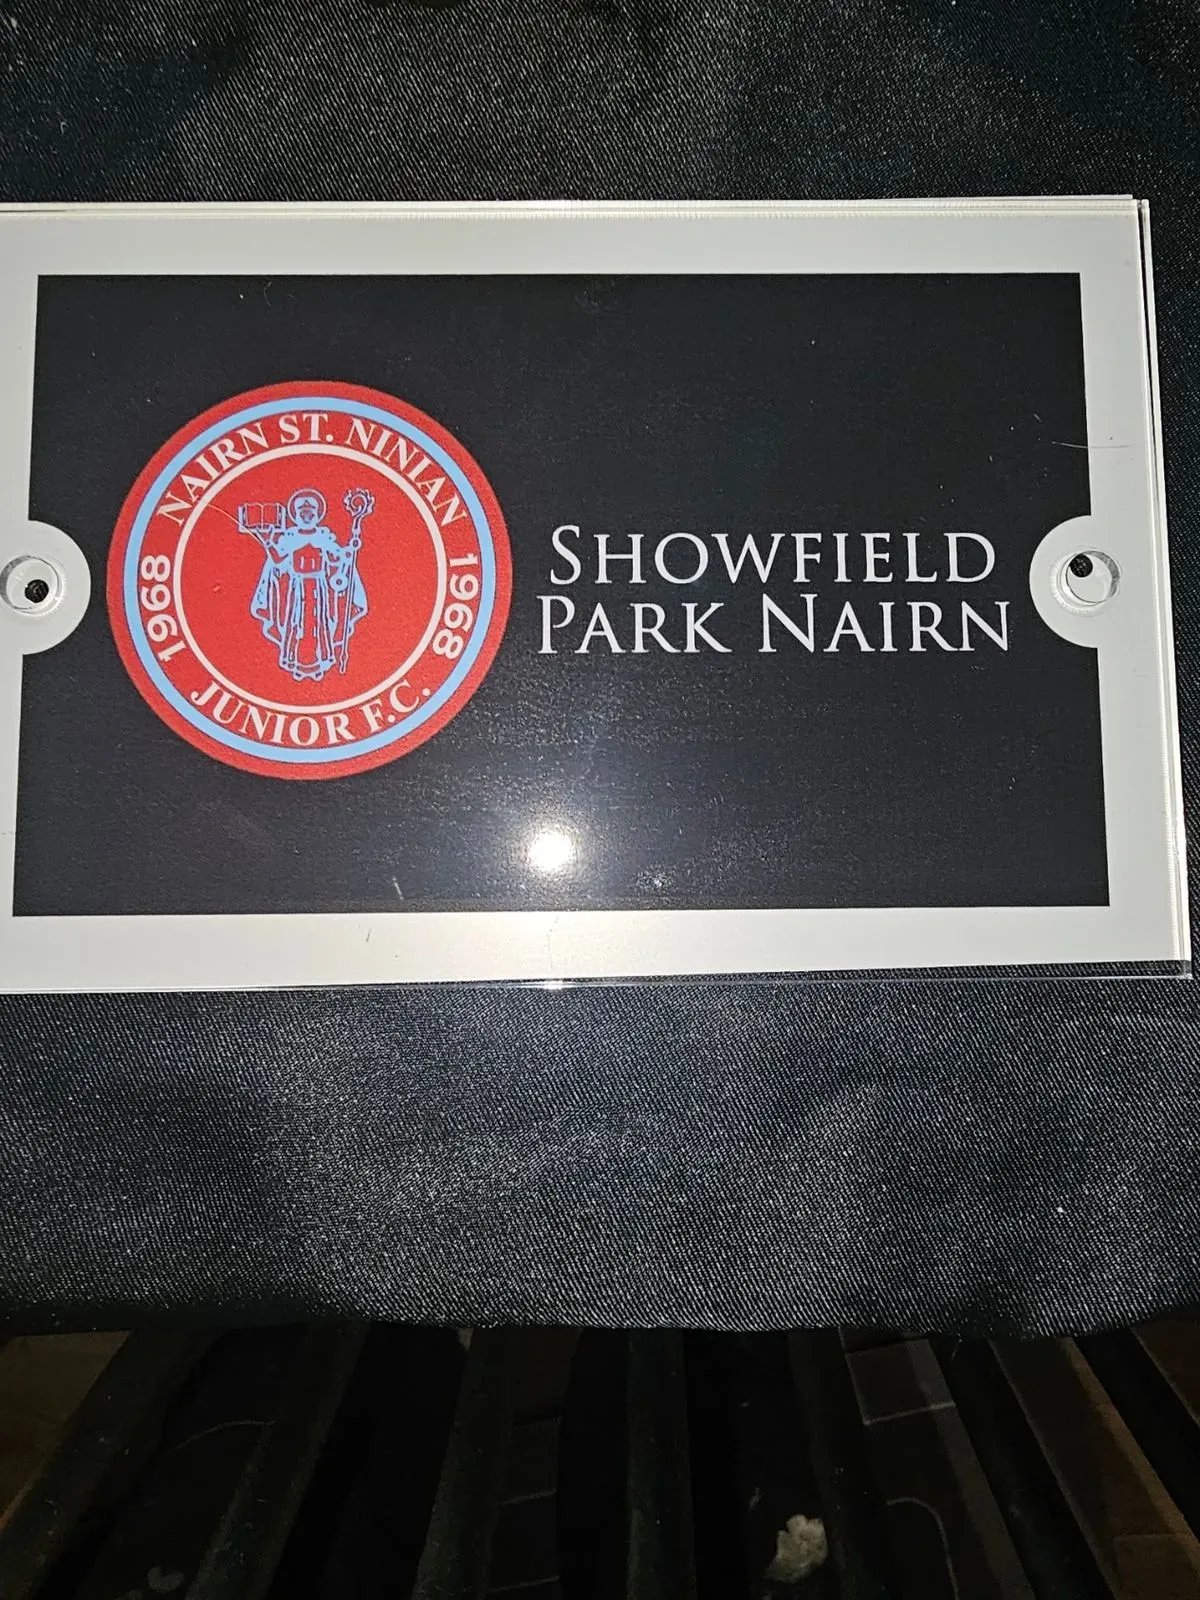 NAIRN ST. NINIAN
1968 1968
JUNIOR F.C.
SHOWFIELD
PARK NAIRN